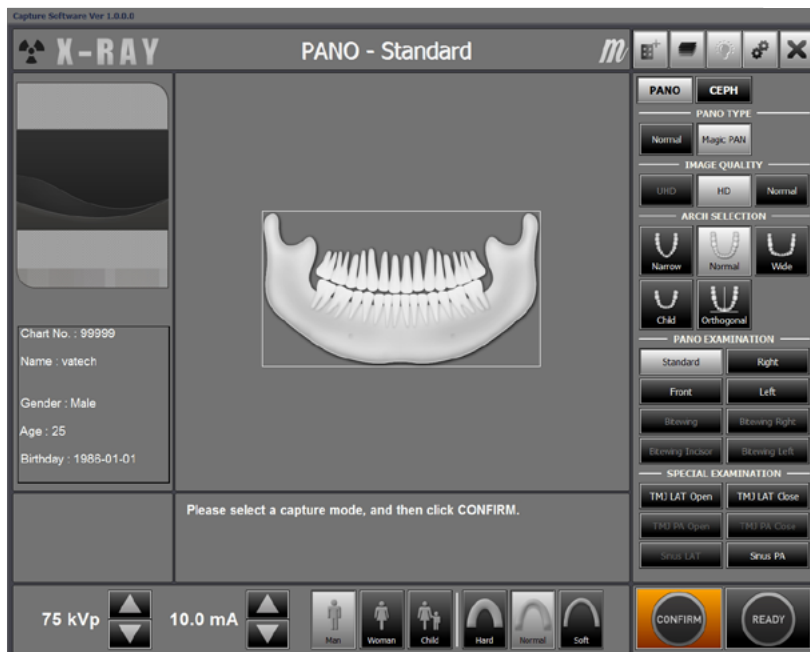 Capture Software Ver 1.0.0.0
X-RAY
PANO - Standard
m
PANO CEPH
PANO TYPE
Normal Magic PAN
IMAGE QUALITY
UHD HD Normal
ARCH SELECTION
Narrow Normal Wide
Child Orthogonal
PANO EXAMINATION
Standard Right
Front Left
Bitewing Bitewing Right
Bitewing Incisor Bitewing Left
SPECIAL EXAMINATION
TMJ LAT Open TMJ LAT Close
TMJ PA Open TMJ PA Close
Sinus LAT Sinus PA
Chart No. : 99999
Name : vatech
Gender : Male
Age : 25
Birthday : 1986-01-01
Please select a capture mode, and then click CONFIRM.
75 kVp 10.0 mA
Man Woman Child Hard Normal Soft
CONFIRM READY